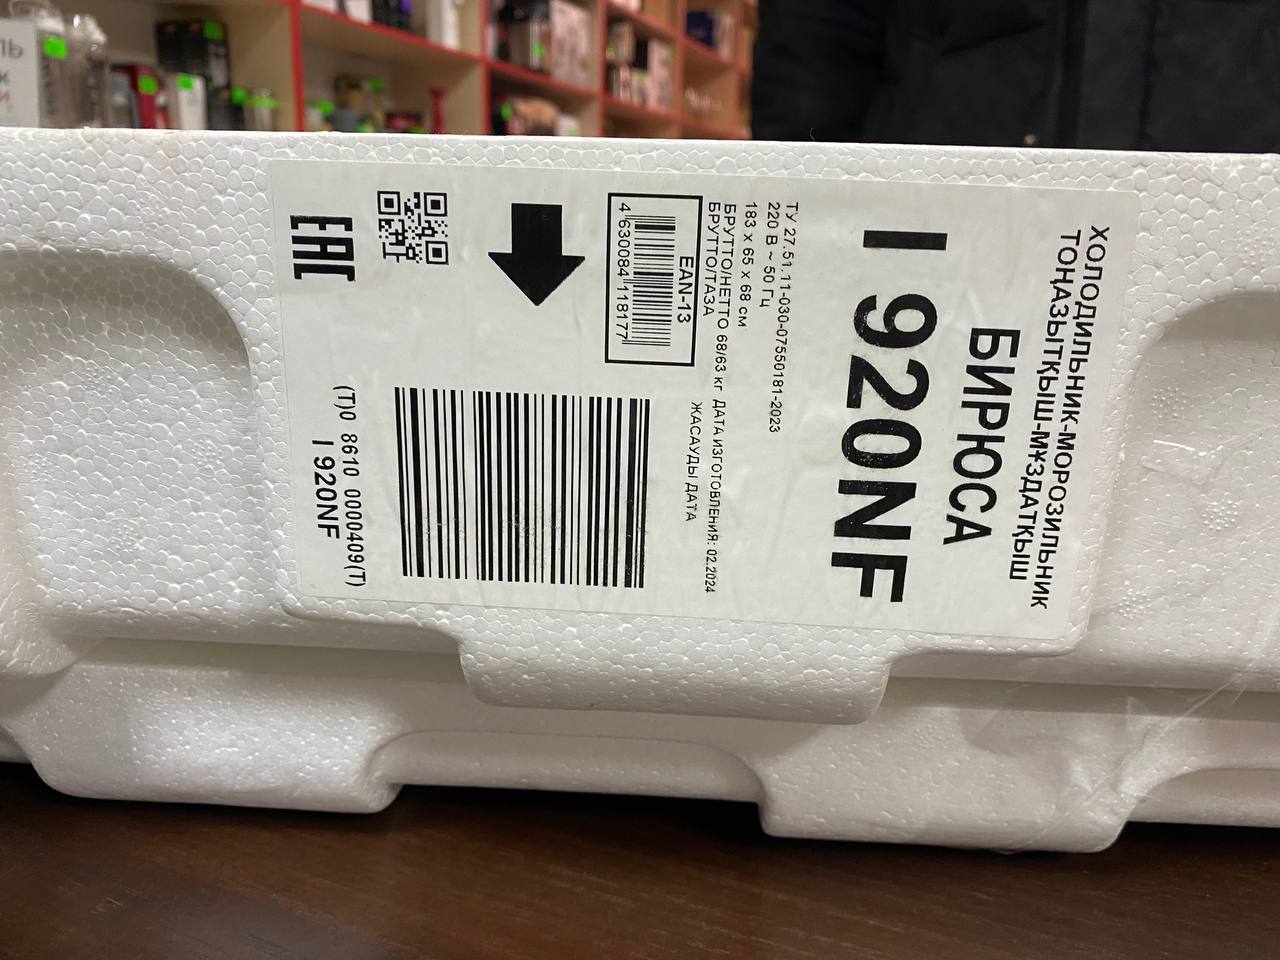 ХОЛОДИЛЬНИК-МОРОЗИЛЬНИК
ТОҢАЗЫТҚЫШ-МҰЗДАТҚЫШ
БИРЮСА
I 920NF
ТУ 27.51.11-030-07550181-2023
220 В ~ 50 Гц
183 x 65 x 68 см
БРУТТО/НЕТТО 68/63 кг ДАТА ИЗГОТОВЛЕНИЯ: 02.2024
БРУТТО/ТАЗА ЖАСАУДЫ ДАТА
EAN-13
4 630084 118177
EAC
(T)0 8610 0000409(T)
I 920NF